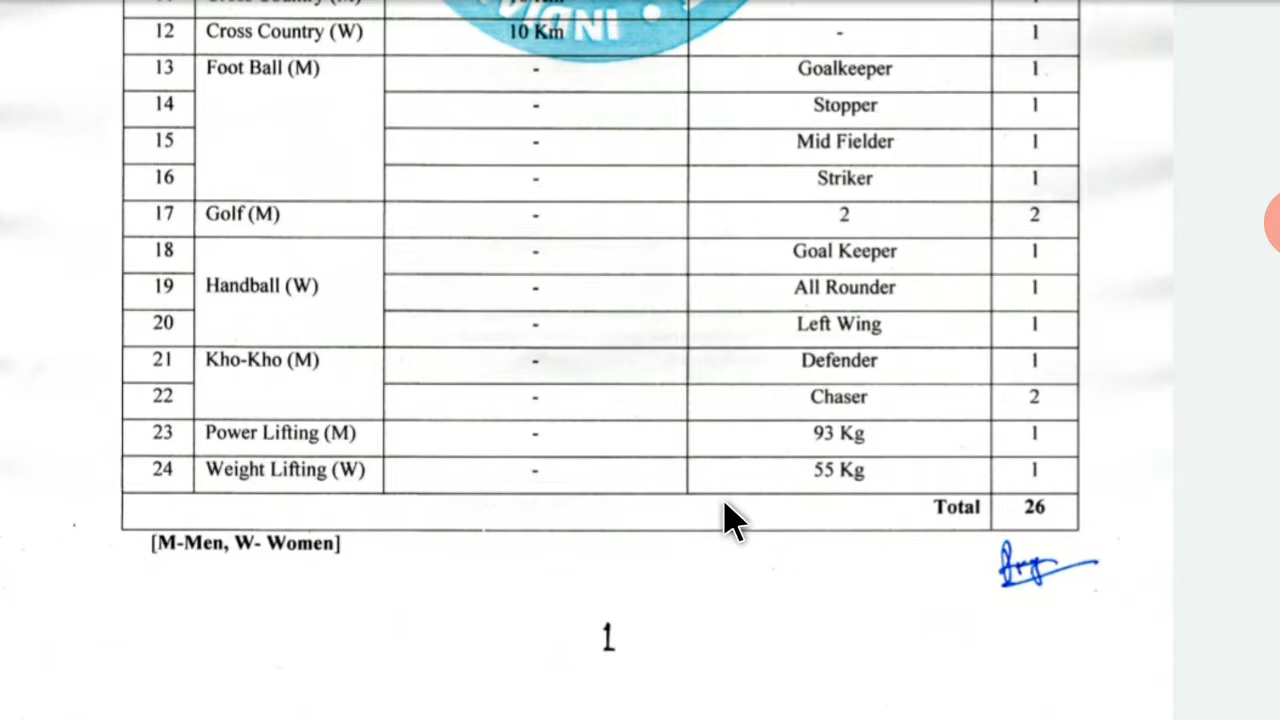 12 Cross Country (W) 10 Km - 1
13 Foot Ball (M) - Goalkeeper 1
14 - Stopper 1
15 - Mid Fielder 1
16 - Striker 1
17 Golf (M) - 2 2
18 - Goal Keeper 1
19 Handball (W) - All Rounder 1
20 - Left Wing 1
21 Kho-Kho (M) - Defender 1
22 - Chaser 2
23 Power Lifting (M) - 93 Kg 1
24 Weight Lifting (W) - 55 Kg 1
Total 26
[M-Men, W- Women]
1